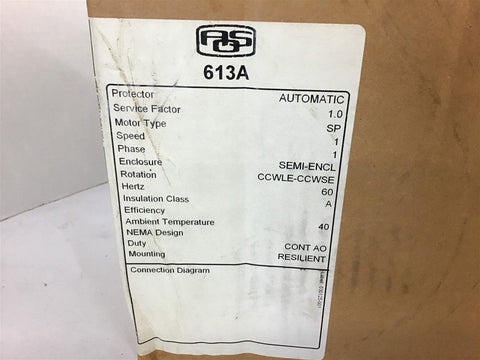 AOS
613A
Protector AUTOMATIC
Service Factor 1.0
Motor Type SP
Speed 1
Phase 1
Enclosure SEMI-ENCL
Rotation CCWLE-CCWSE
Hertz 60
Insulation Class A
Efficiency
Ambient Temperature 40
NEMA Design
Duty CONT AO
Mounting RESILIENT
Connection Diagram